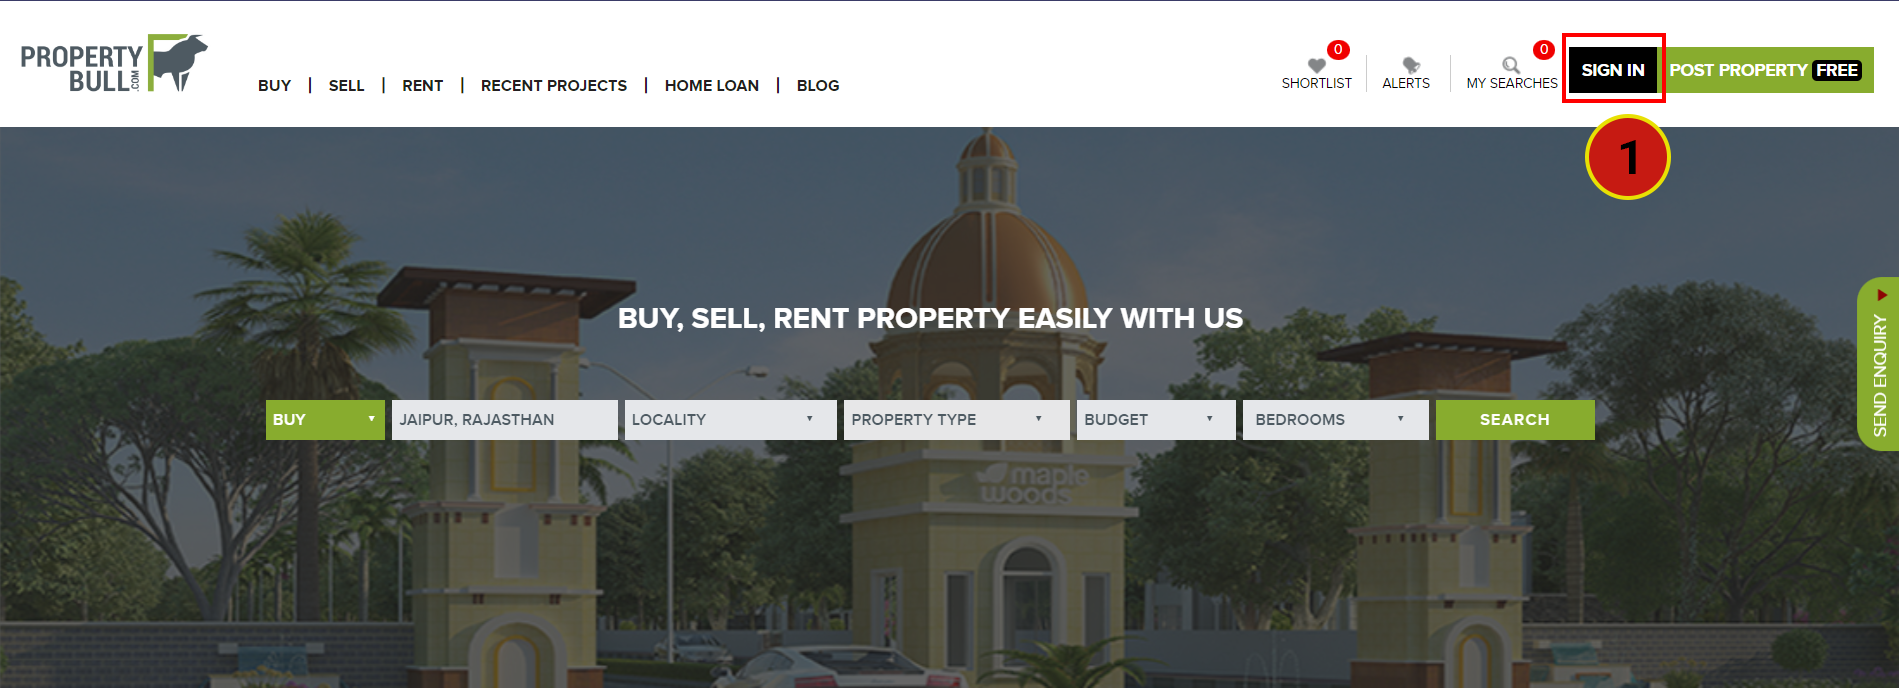 PROPERTY
BULL.COM
BUY | SELL | RENT | RECENT PROJECTS | HOME LOAN | BLOG
0
SHORTLIST
ALERTS
0
MY SEARCHES
SIGN IN
POST PROPERTY FREE
1
BUY, SELL, RENT PROPERTY EASILY WITH US
BUY
JAIPUR, RAJASTHAN
LOCALITY
PROPERTY TYPE
BUDGET
BEDROOMS
SEARCH
SEND ENQUIRY
maple
woods